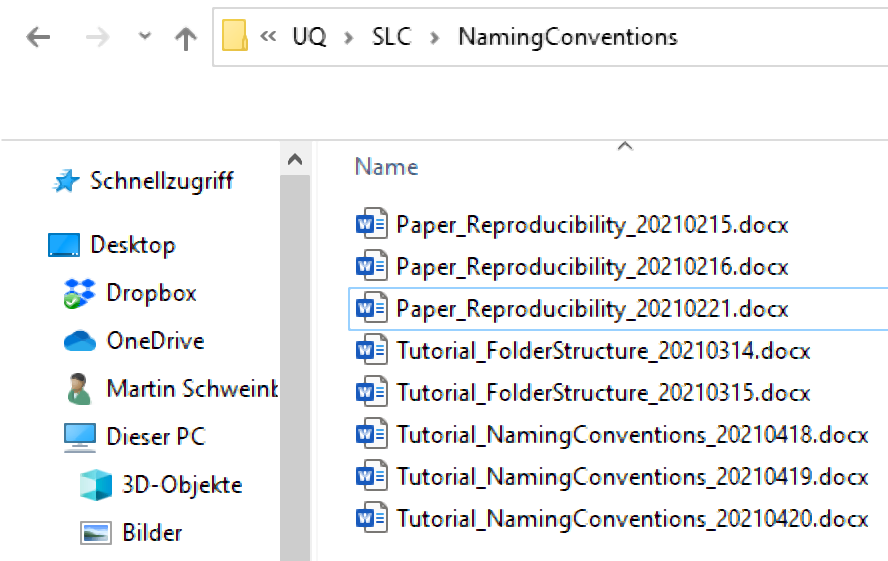 « UQ > SLC > NamingConventions
Schnellzugriff
Desktop
Dropbox
OneDrive
Martin Schweinb
Dieser PC
3D-Objekte
Bilder
Name
Paper_Reproducibility_20210215.docx
Paper_Reproducibility_20210216.docx
Paper_Reproducibility_20210221.docx
Tutorial_FolderStructure_20210314.docx
Tutorial_FolderStructure_20210315.docx
Tutorial_NamingConventions_20210418.docx
Tutorial_NamingConventions_20210419.docx
Tutorial_NamingConventions_20210420.docx